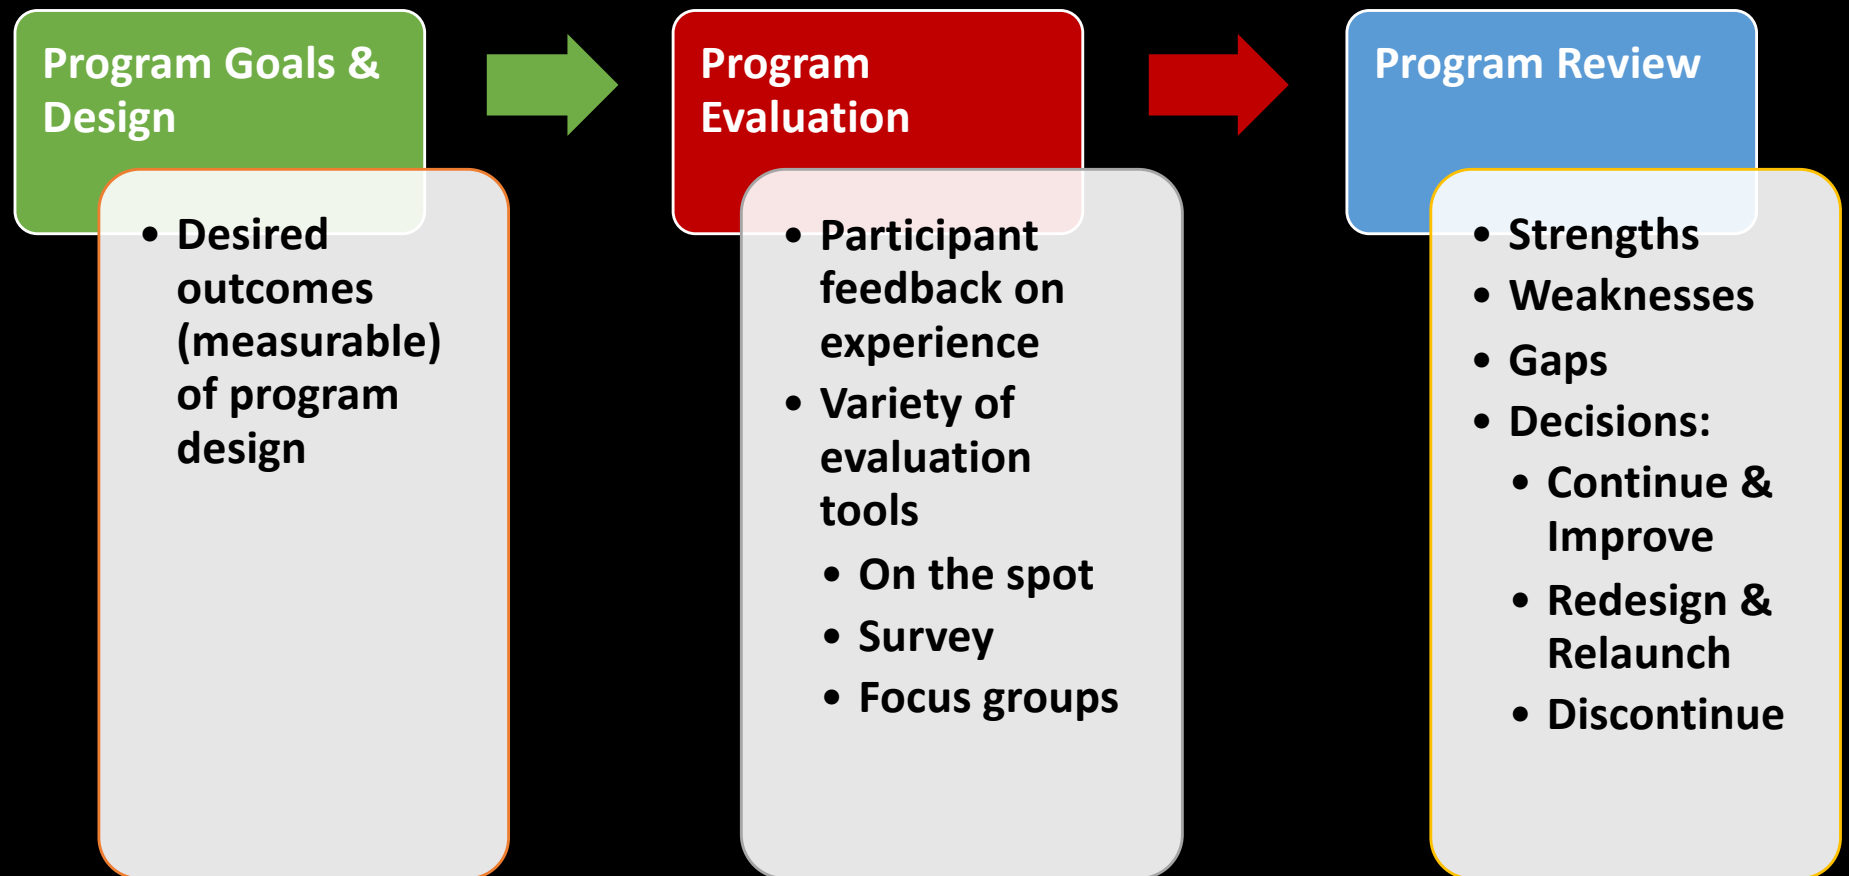 Program Goals &
Design
• Desired
outcomes
(measurable)
of program
design
Program
Evaluation
• Participant
feedback on
experience
• Variety of
evaluation
tools
• On the spot
• Survey
• Focus groups
Program Review
• Strengths
• Weaknesses
• Gaps
• Decisions:
• Continue &
Improve
• Redesign &
Relaunch
• Discontinue